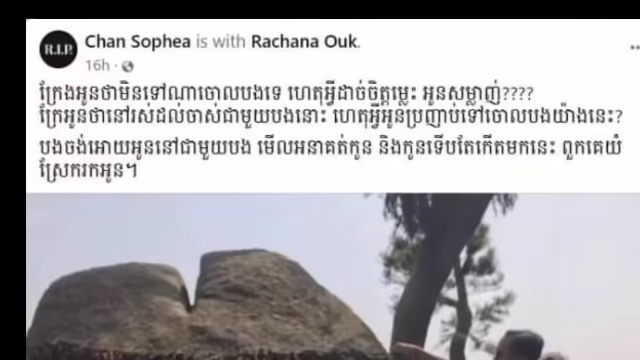 R.I.P.
Chan Sophea is with Rachana Ouk.
16h ·
ក្រែងអូនថាមិនទៅណាចោលបងទេ ហេតុអ្វីដាច់ចិត្តម្លេះ អូនសម្លាញ់????
ក្រែអូនថានៅរស់ដល់ចាស់ជាមួយបងនោះ ហេតុអ្វីអូនប្រញាប់ទៅចោលបងយ៉ាងនេះ?
បងចង់អោយអូននៅជាមួយបង មើលអនាគត់កូន និងកូនទើបតែកើតមកនេះ ពួកគេយំ
ស្រែករកអូន។